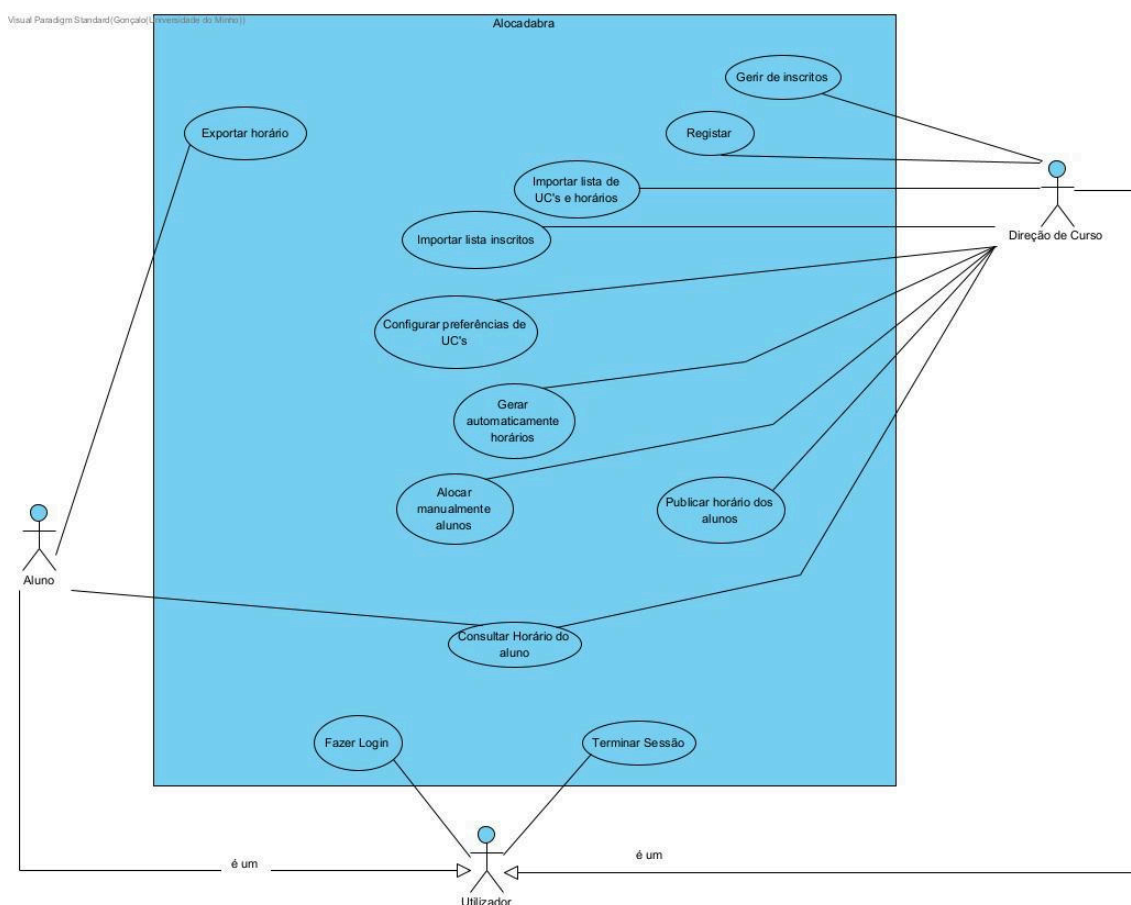 Visual Paradigm Standard(Gonçalo(Universidade do Minho))
Alocadabra
Gerir de inscritos
Exportar horário
Registar
Importar lista de
UC's e horários
Importar lista inscritos
Direção de Curso
Configurar preferências de
UC's
Gerar
automaticamente
horários
Alocar
manualmente
alunos
Publicar horário dos
alunos
Aluno
Consultar Horário do
aluno
Fazer Login
Terminar Sessão
é um
é um
Utilizador